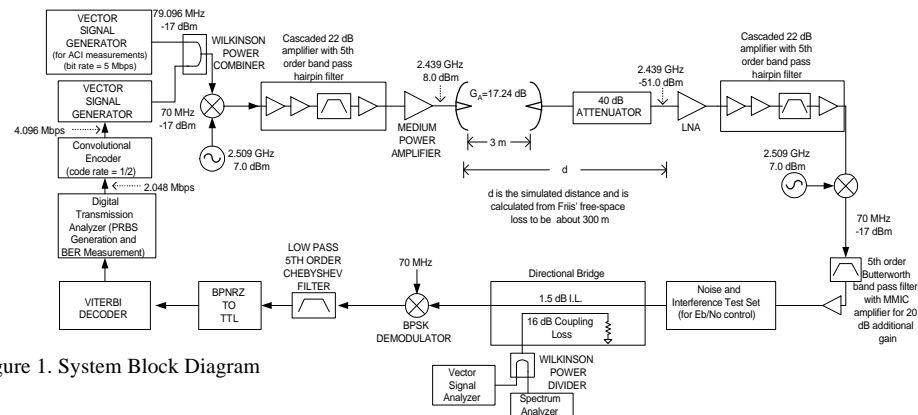 79.096 MHz
-17 dBm
VECTOR
SIGNAL
GENERATOR
(for ACI measurements)
(bit rate = 5 Mbps)
WILKINSON
POWER
COMBINER
VECTOR
SIGNAL
GENERATOR
70 MHz
-17 dBm
2.509 GHz
7.0 dBm
4.096 Mbps
Convolutional
Encoder
(code rate = 1/2)
2.048 Mbps
Digital
Transmission
Analyzer (PRBS
Generation and
BER Measurement)
Cascaded 22 dB
amplifier with 5th
order band pass
hairpin filter
2.439 GHz
8.0 dBm
MEDIUM
POWER
AMPLIFIER
GA=17.24 dB
3 m
d
d is the simulated distance and is
calculated from Friis' free-space
loss to be about 300 m
40 dB
ATTENUATOR
2.439 GHz
-51.0 dBm
LNA
Cascaded 22 dB
amplifier with 5th
order band pass
hairpin filter
2.509 GHz
7.0 dBm
70 MHz
-17 dBm
5th order
Butterworth
band pass filter
with MMIC
amplifier for 20
dB additional
gain
Noise and
Interference Test Set
(for Eb/No control)
Directional Bridge
1.5 dB I.L.
16 dB Coupling
Loss
WILKINSON
POWER
DIVIDER
Vector
Signal
Analyzer
Spectrum
Analyzer
70 MHz
BPSK
DEMODULATOR
LOW PASS
5TH ORDER
CHEBYSHEV
FILTER
BPNRZ
TO
TTL
VITERBI
DECODER
gure 1. System Block Diagram